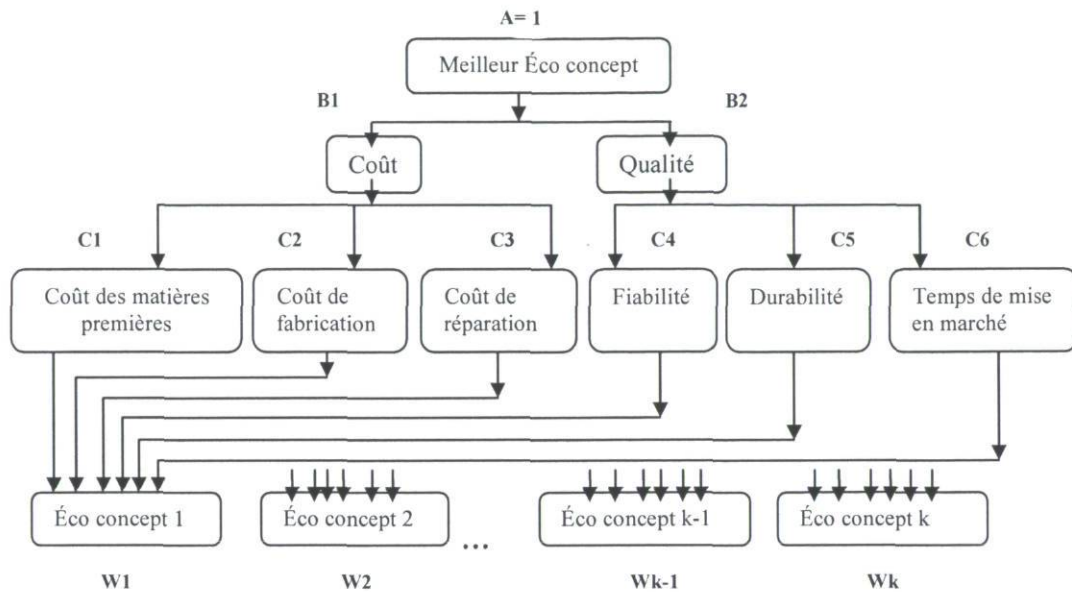 A= 1
Meilleur Éco concept
B1
B2
Coût
Qualité
C1
C2
C3
C4
C5
C6
Coût des matières
premières
Coût de
fabrication
Coût de
réparation
Fiabilité
Durabilité
Temps de mise
en marché
Éco concept 1
Éco concept 2
...
Éco concept k-1
Éco concept k
W1
W2
Wk-1
Wk